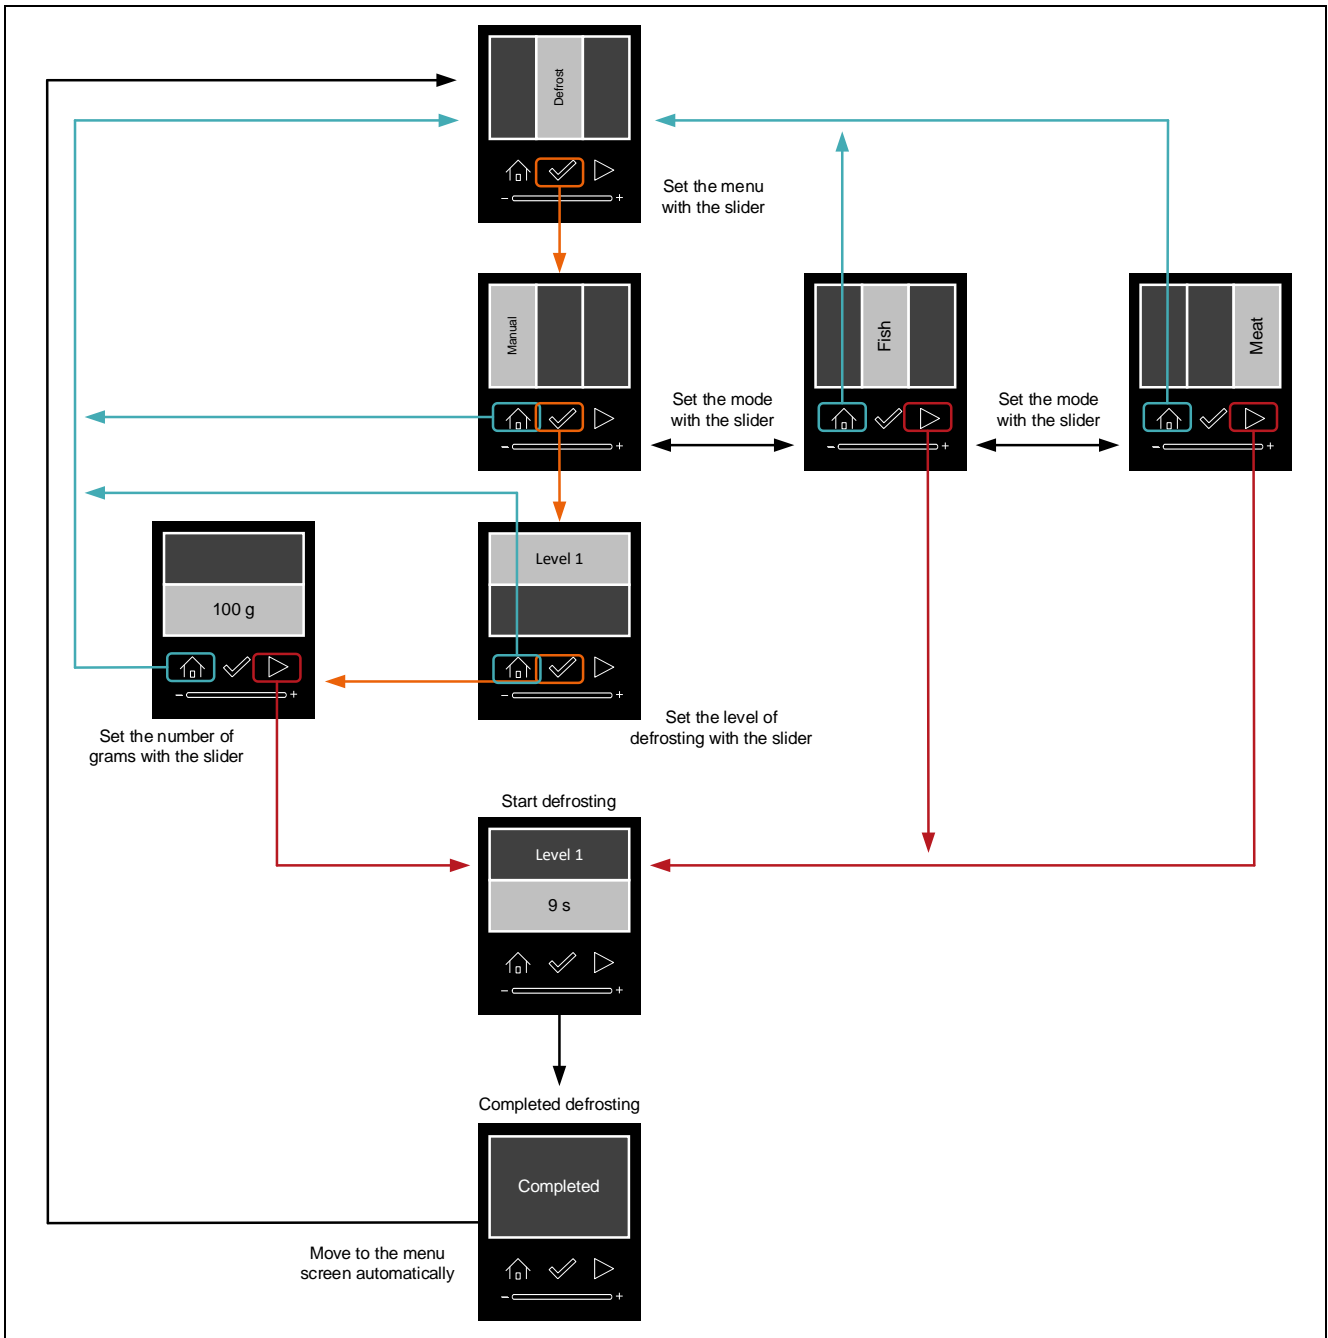 Defrost
- +
Set the menu
with the slider
Manual
- +
Set the mode
with the slider
Fish
- +
Set the mode
with the slider
Meat
- +
100 g
- +
Set the number of
grams with the slider
Level 1
- +
Set the level of
defrosting with the slider
Start defrosting
Level 1
9 s
- +
Completed defrosting
Completed
- +
Move to the menu
screen automatically